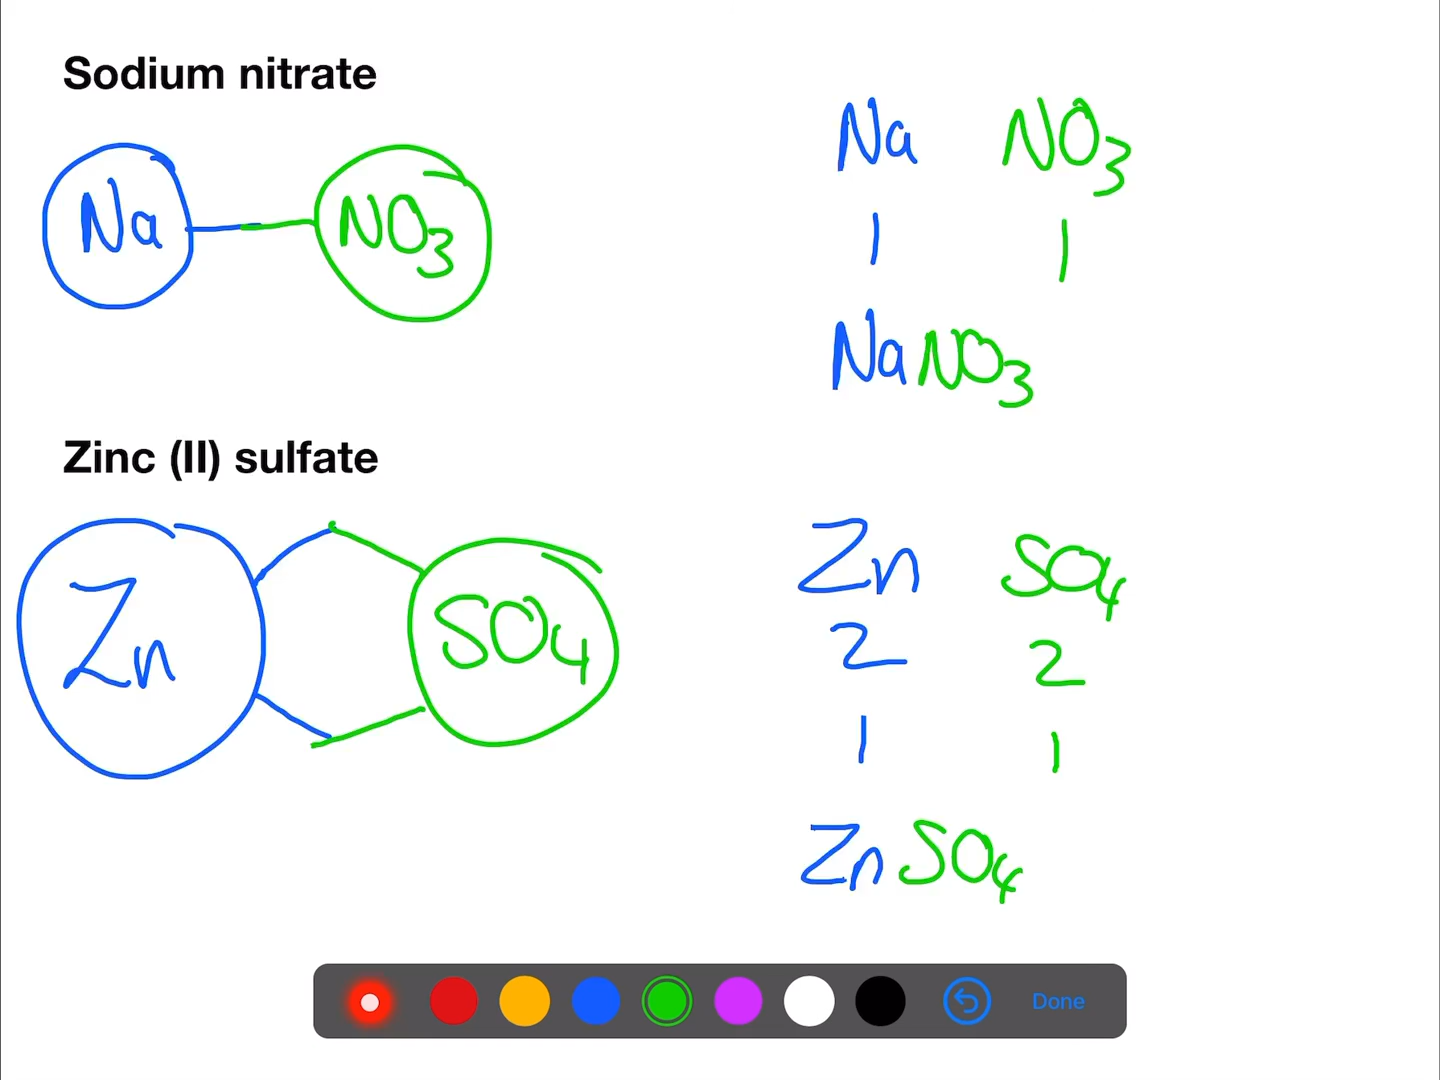 Sodium nitrate
Na NO₃
Na NO₃
1 1
NaNO₃
Zinc (II) sulfate
Zn SO₄
Zn SO₄
2 2
1 1
ZnSO₄
Done